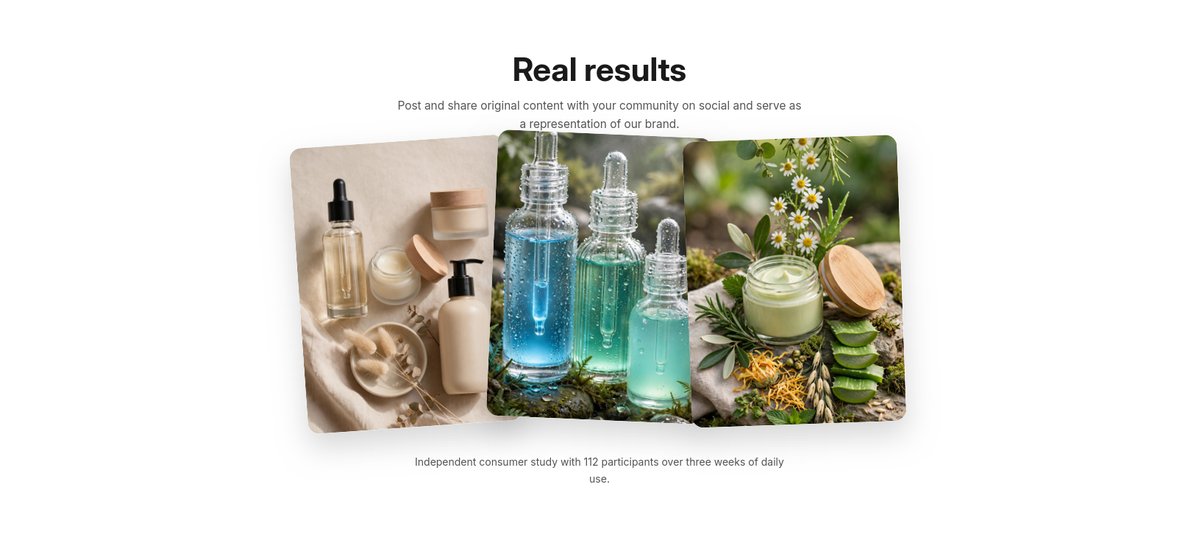 Real results
Post and share original content with your community on social and serve as
a representation of our brand.
Independent consumer study with 112 participants over three weeks of daily
use.